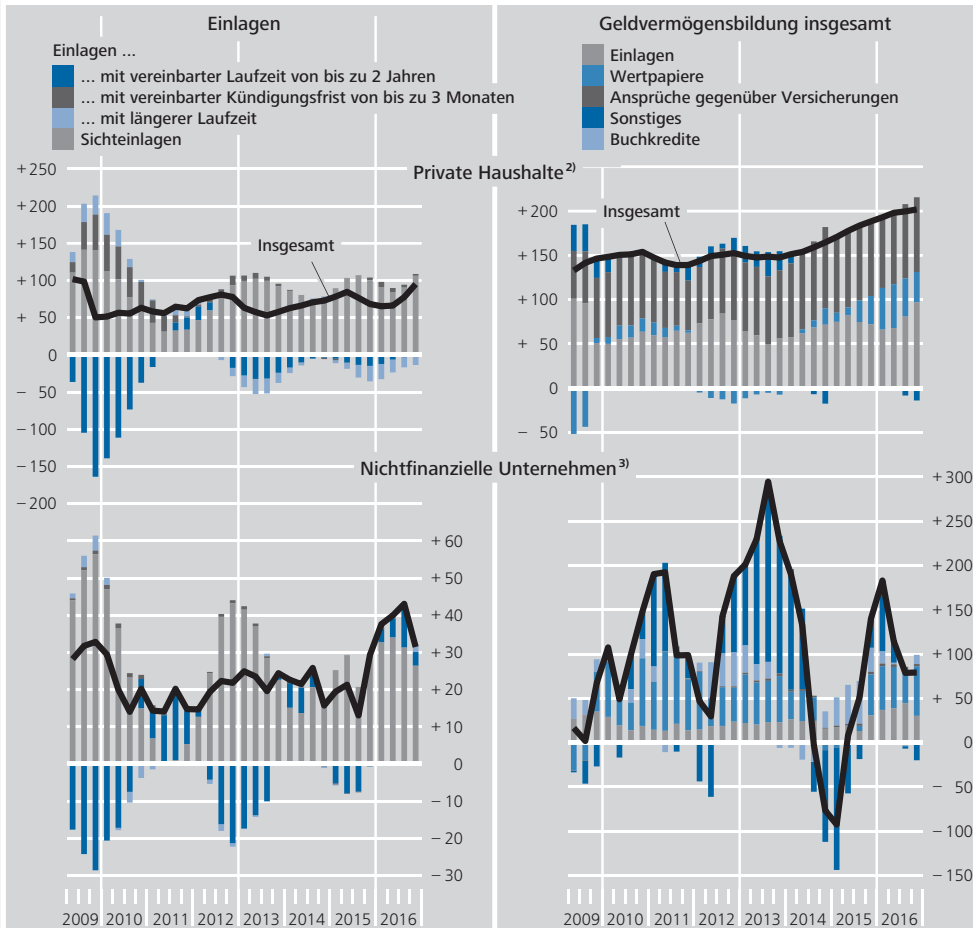 Einlagen
Einlagen ...
... mit vereinbarter Laufzeit von bis zu 2 Jahren
... mit vereinbarter Kündigungsfrist von bis zu 3 Monaten
... mit längerer Laufzeit
Sichteinlagen
Geldvermögensbildung insgesamt
Einlagen
Wertpapiere
Ansprüche gegenüber Versicherungen
Sonstiges
Buchkredite
Private Haushalte 2)
+ 250
+ 200
+ 150
+ 100
+ 50
0
− 50
− 100
− 150
− 200
Insgesamt
+ 200
+ 150
+ 100
+ 50
0
− 50
Insgesamt
Nichtfinanzielle Unternehmen 3)
+ 60
+ 50
+ 40
+ 30
+ 20
+ 10
0
− 10
− 20
− 30
+ 300
+ 250
+ 200
+ 150
+ 100
+ 50
0
− 50
− 100
− 150
2009 2010 2011 2012 2013 2014 2015 2016
2009 2010 2011 2012 2013 2014 2015 2016